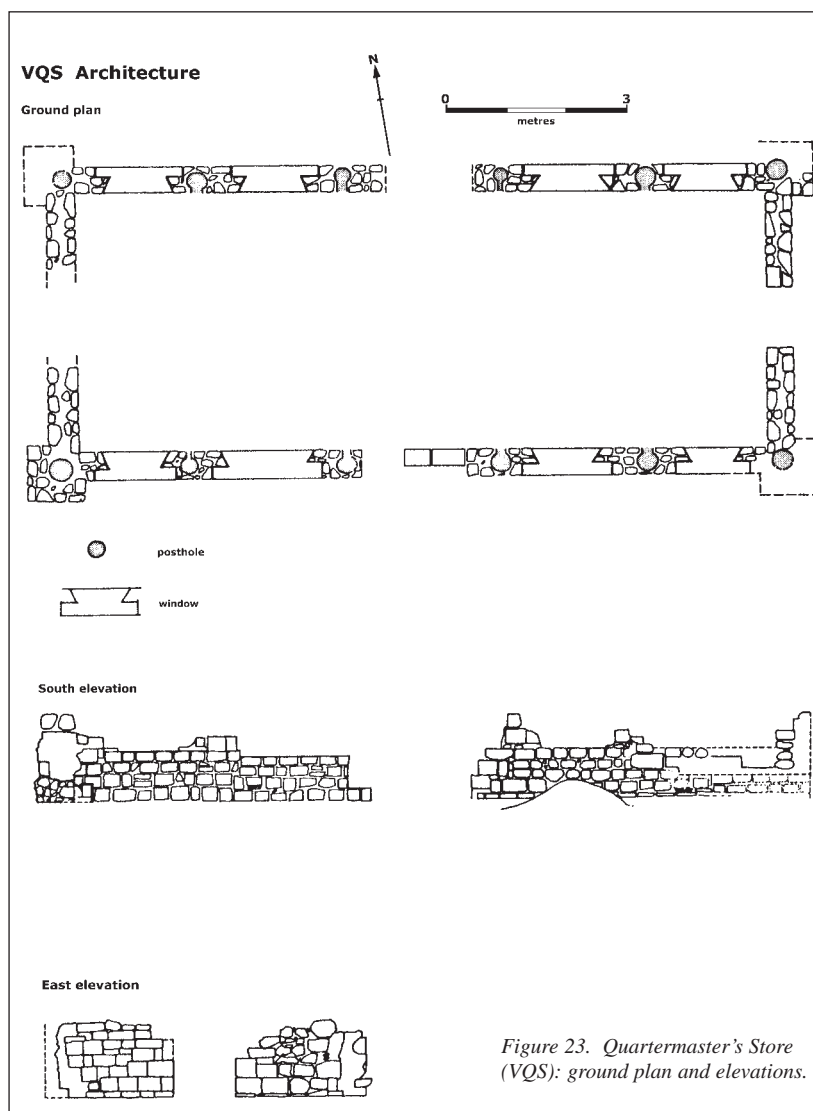 VQS Architecture
Ground plan
N
0 3
metres
posthole
window
South elevation
East elevation
Figure 23. Quartermaster's Store
(VQS): ground plan and elevations.